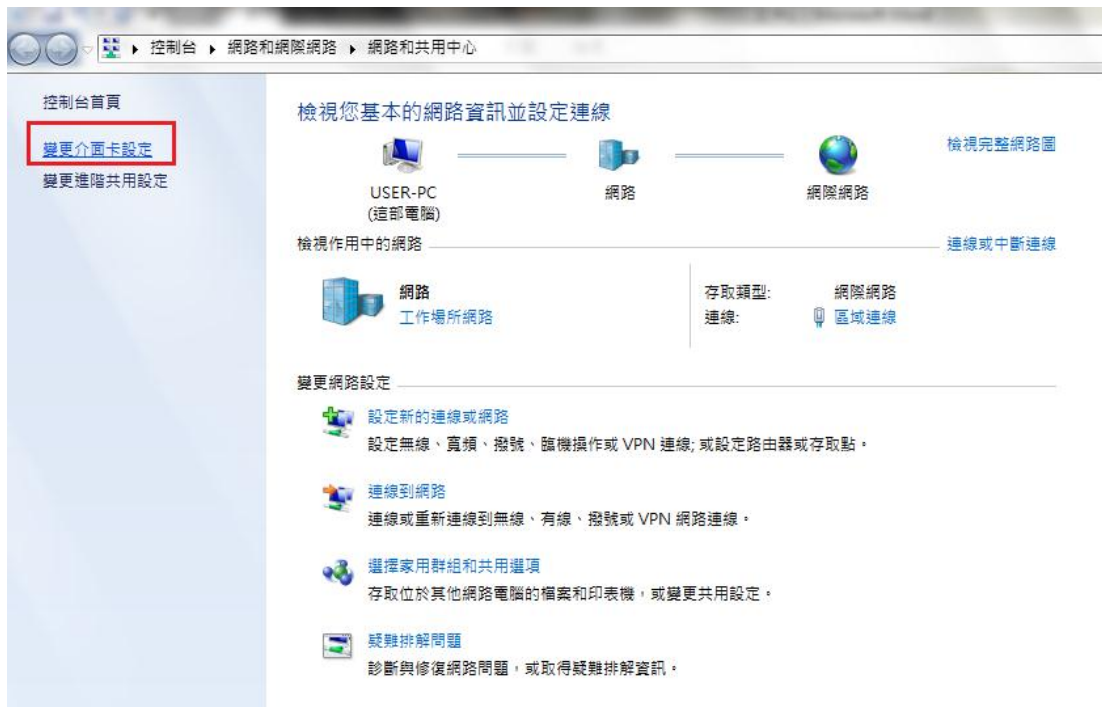 控制台 ▸ 網路和網際網路 ▸ 網路和共用中心
控制台首頁
變更介面卡設定
變更進階共用設定
檢視您基本的網路資訊並設定連線
檢視完整網路圖
USER-PC
(這部電腦)
網路
網際網路
檢視作用中的網路
連線或中斷連線
網路
工作場所網路
存取類型: 網際網路
連線: 區域連線
變更網路設定
設定新的連線或網路
設定無線、寬頻、撥號、臨機操作或 VPN 連線; 或設定路由器或存取點。
連線到網路
連線或重新連線到無線、有線、撥號或 VPN 網路連線。
選擇家用群組和共用選項
存取位於其他網路電腦的檔案和印表機，或變更共用設定。
疑難排解問題
診斷與修復網路問題，或取得疑難排解資訊。